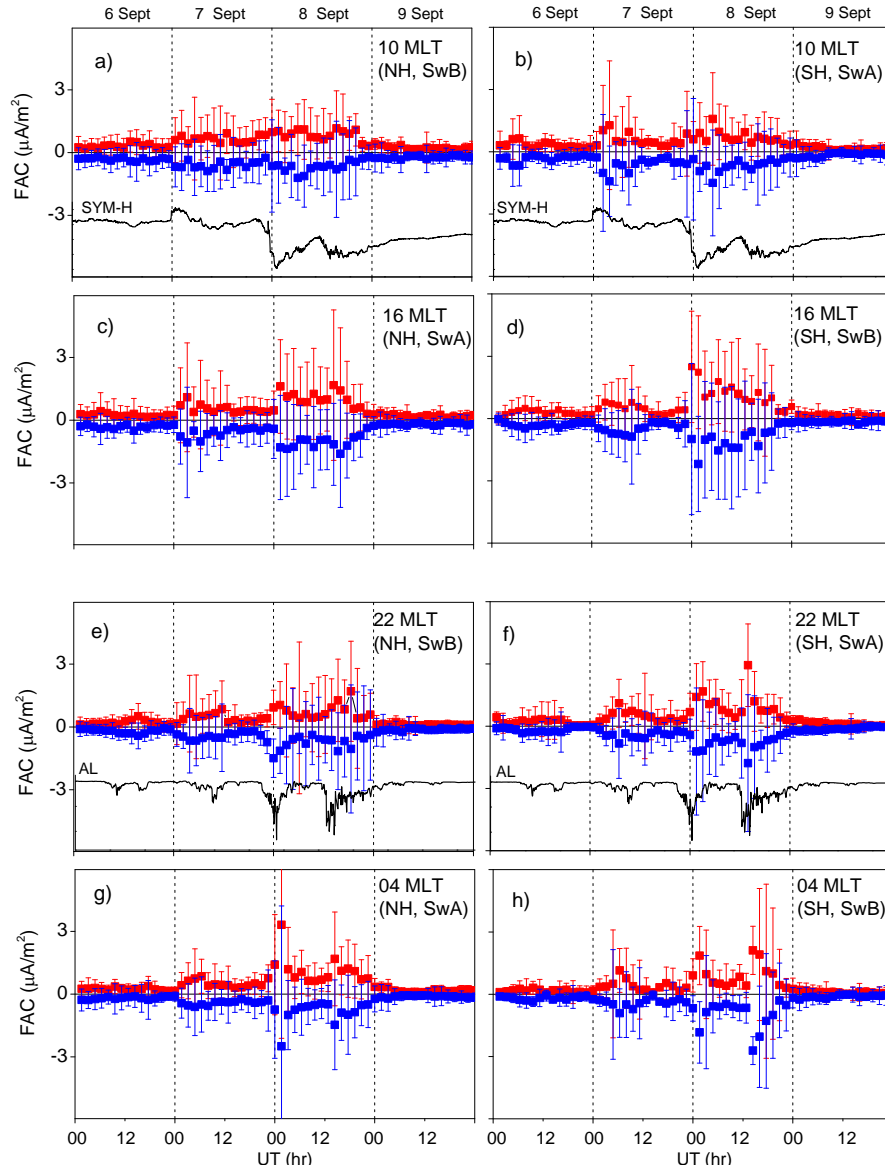 6 Sept 7 Sept 8 Sept 9 Sept 6 Sept 7 Sept 8 Sept 9 Sept
a) 10 MLT
(NH, SwB)
b) 10 MLT
(SH, SwA)
3
0
-3
FAC (μA/m²)
SYM-H
SYM-H
c) 16 MLT
(NH, SwA)
d) 16 MLT
(SH, SwB)
3
0
-3
FAC (μA/m²)
e) 22 MLT
(NH, SwB)
f) 22 MLT
(SH, SwA)
3
0
-3
FAC (μA/m²)
AL
AL
g) 04 MLT
(NH, SwA)
h) 04 MLT
(SH, SwB)
3
0
-3
FAC (μA/m²)
00 12 00 12 00 12 00 12 00 12 00 12 00 12 00 12
UT (hr) UT (hr)